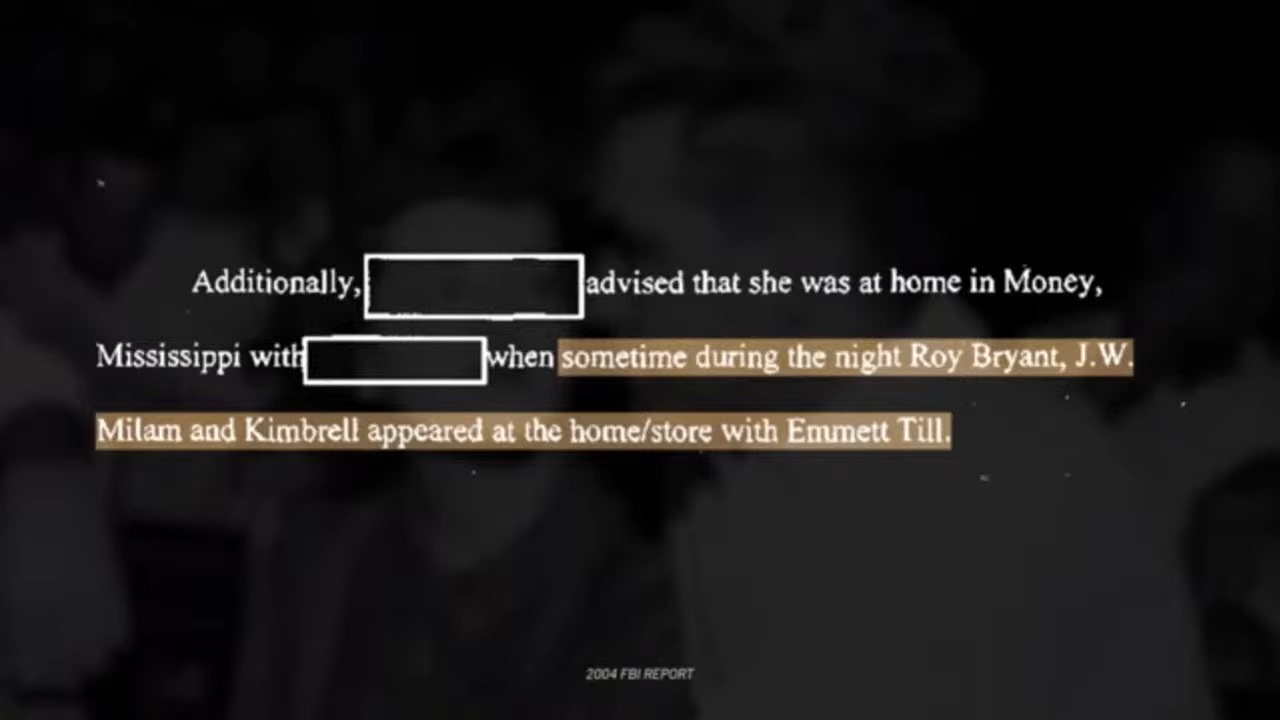 Additionally, advised that she was at home in Money,
Mississippi with when sometime during the night Roy Bryant, J.W.
Milam and Kimbrell appeared at the home/store with Emmett Till.
2004 FBI REPORT